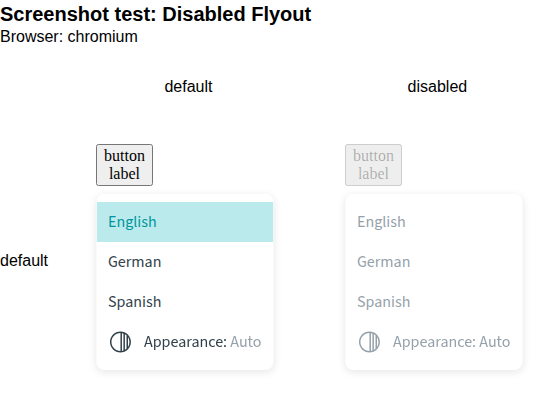 Screenshot test: Disabled Flyout
Browser: chromium
default disabled
button
label
button
label
default
English
German
Spanish
Appearance: Auto
English
German
Spanish
Appearance: Auto